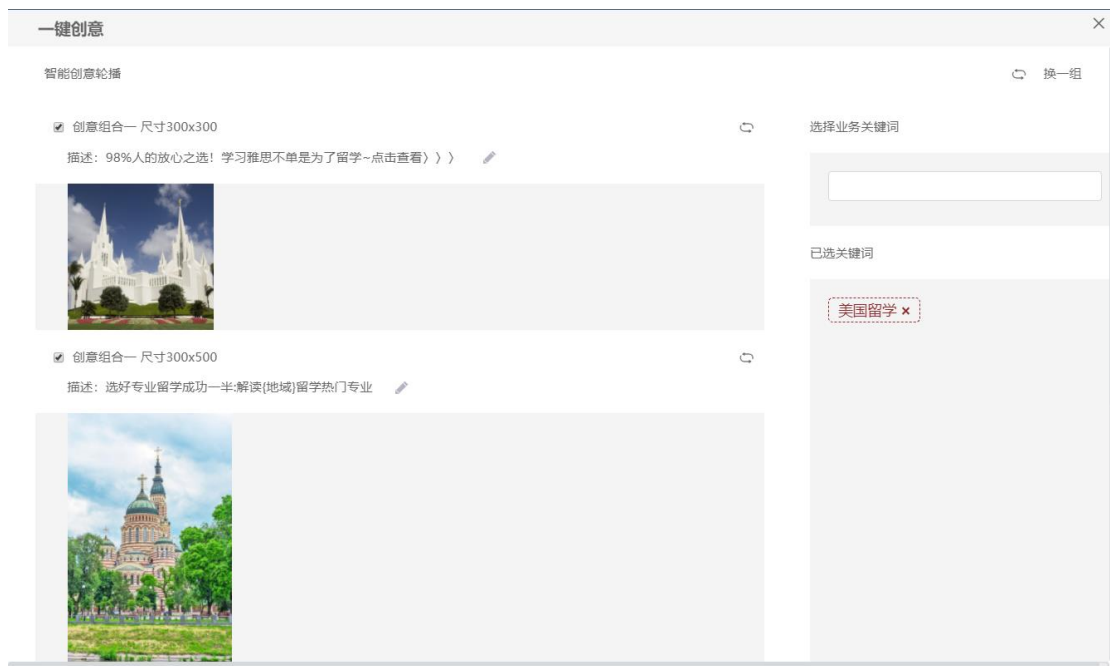 一键创意
智能创意轮播
换一组
创意组合一 尺寸300x300
描述：98%人的放心之选！学习雅思不单是为了留学~点击查看〉〉〉
创意组合一 尺寸300x500
描述：选好专业留学成功一半:解读{地域}留学热门专业
选择业务关键词
已选关键词
美国留学 ×